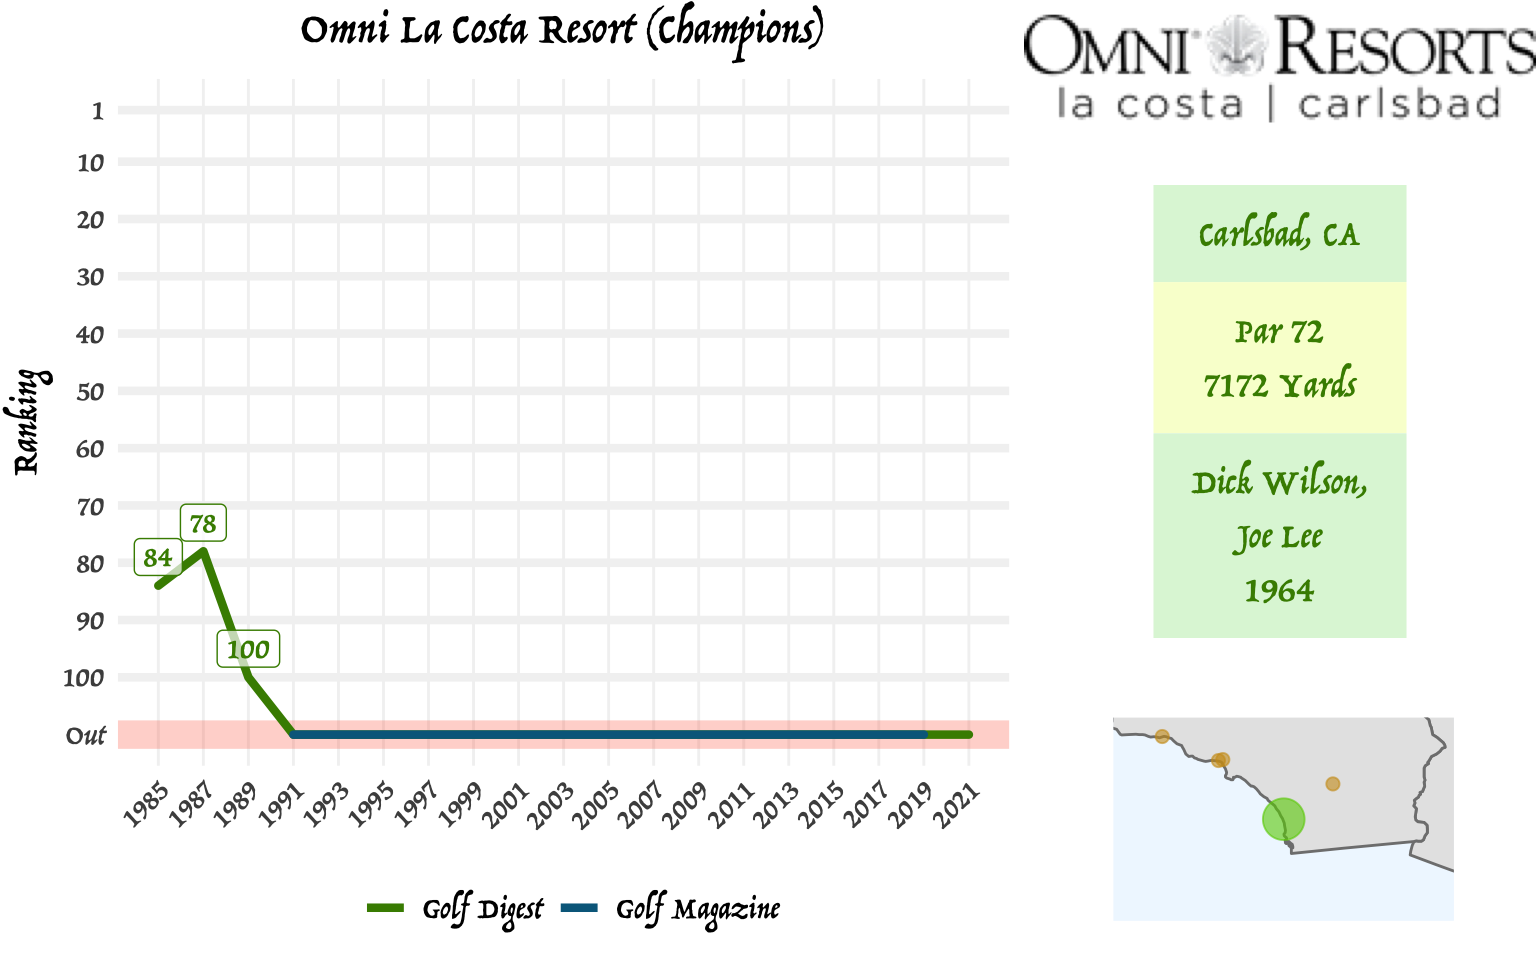 Omni La Costa Resort (Champions)
OMNI RESORTS
la costa | carlsbad
Ranking
1
10
20
30
40
50
60
70
80
90
100
Out
84
78
100
1985
1987
1989
1991
1993
1995
1997
1999
2001
2003
2005
2007
2009
2011
2013
2015
2017
2019
2021
Golf Digest
Golf Magazine
Carlsbad, CA
Par 72
7172 Yards
Dick Wilson,
Joe Lee
1964